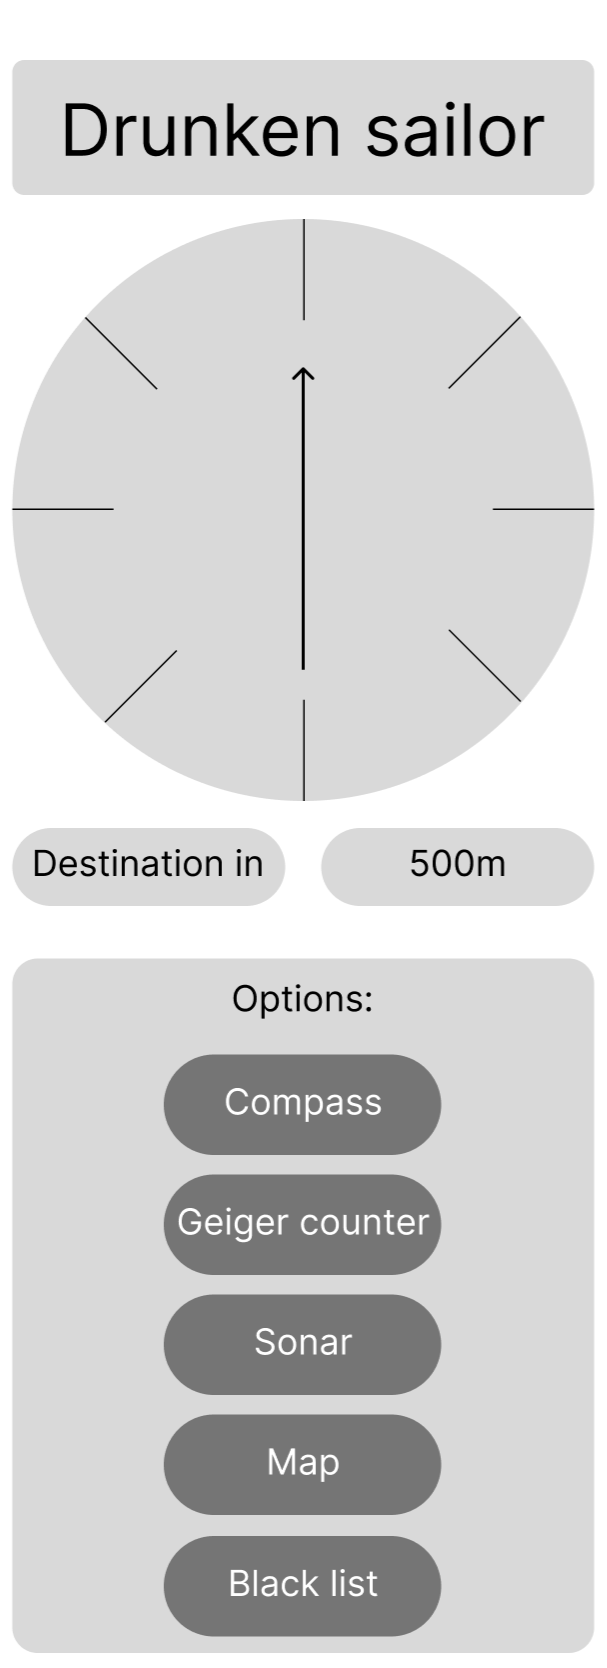 Drunken sailor
Destination in
500m
Options:
Compass
Geiger counter
Sonar
Map
Black list